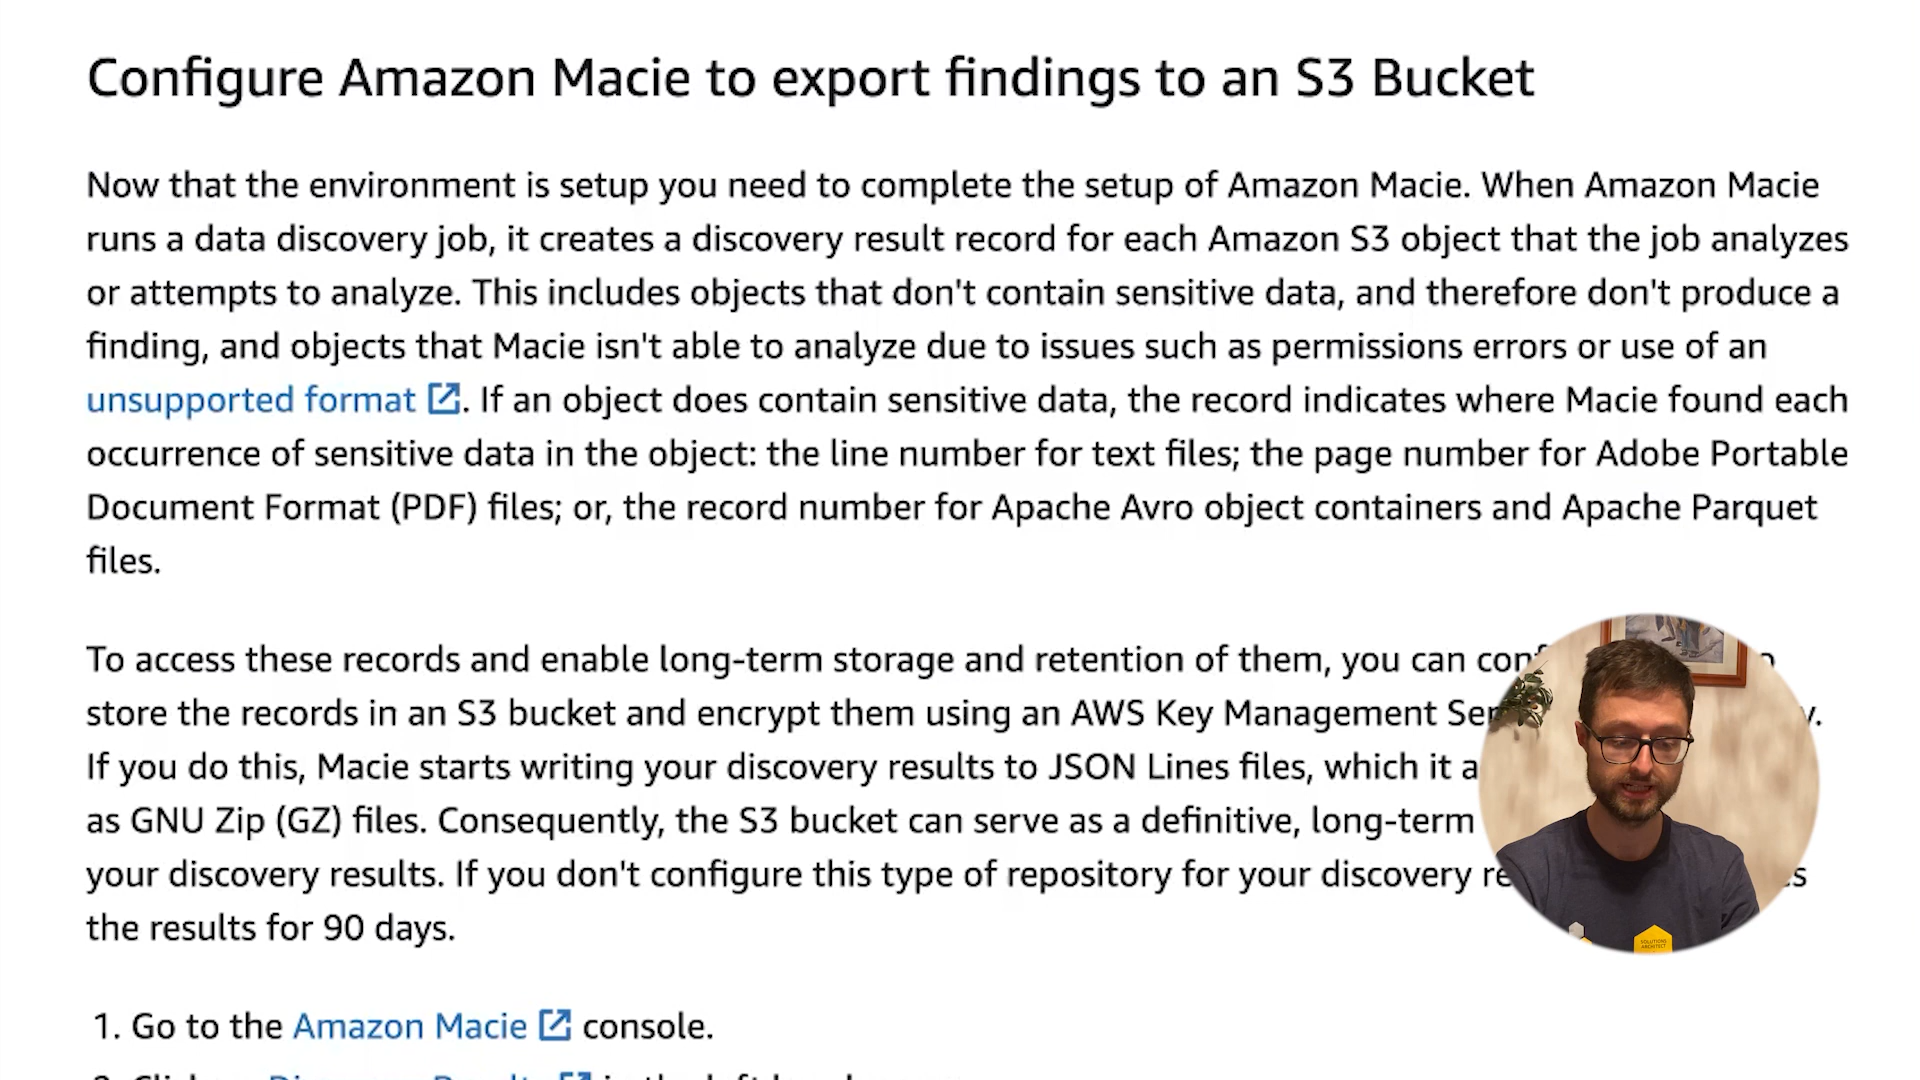 Configure Amazon Macie to export findings to an S3 Bucket
Now that the environment is setup you need to complete the setup of Amazon Macie. When Amazon Macie
runs a data discovery job, it creates a discovery result record for each Amazon S3 object that the job analyzes
or attempts to analyze. This includes objects that don't contain sensitive data, and therefore don't produce a
finding, and objects that Macie isn't able to analyze due to issues such as permissions errors or use of an
unsupported format. If an object does contain sensitive data, the record indicates where Macie found each
occurrence of sensitive data in the object: the line number for text files; the page number for Adobe Portable
Document Format (PDF) files; or, the record number for Apache Avro object containers and Apache Parquet
files.
To access these records and enable long-term storage and retention of them, you can
store the records in an S3 bucket and encrypt them using an AWS Key Management
If you do this, Macie starts writing your discovery results to JSON Lines files, which it
as GNU Zip (GZ) files. Consequently, the S3 bucket can serve as a definitive, long-term
your discovery results. If you don't configure this type of repository for your discovery
the results for 90 days.
1. Go to the Amazon Macie console.
SOLUTIONS
ARCHITECT